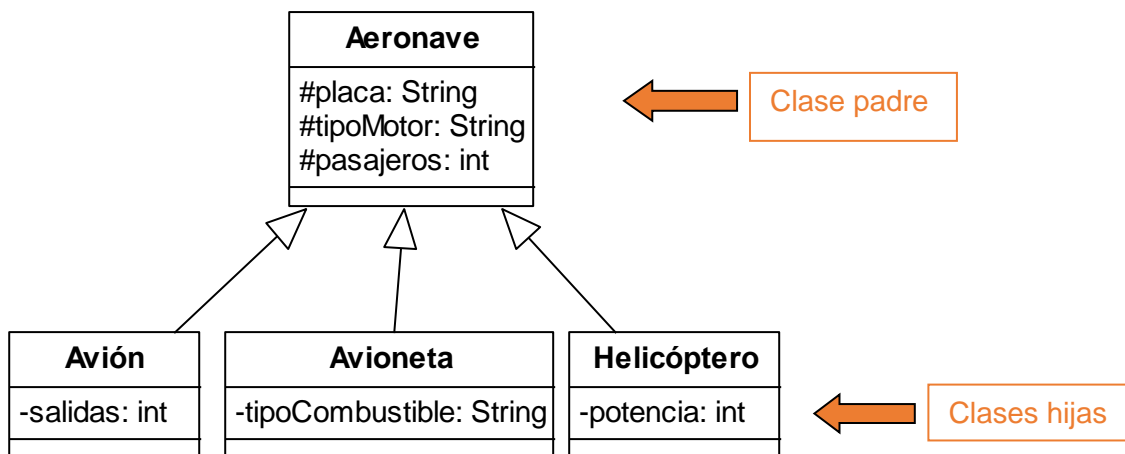 Aeronave
#placa: String
#tipoMotor: String
#pasajeros: int
Clase padre
Avión
-salidas: int
Avioneta
-tipoCombustible: String
Helicóptero
-potencia: int
Clases hijas